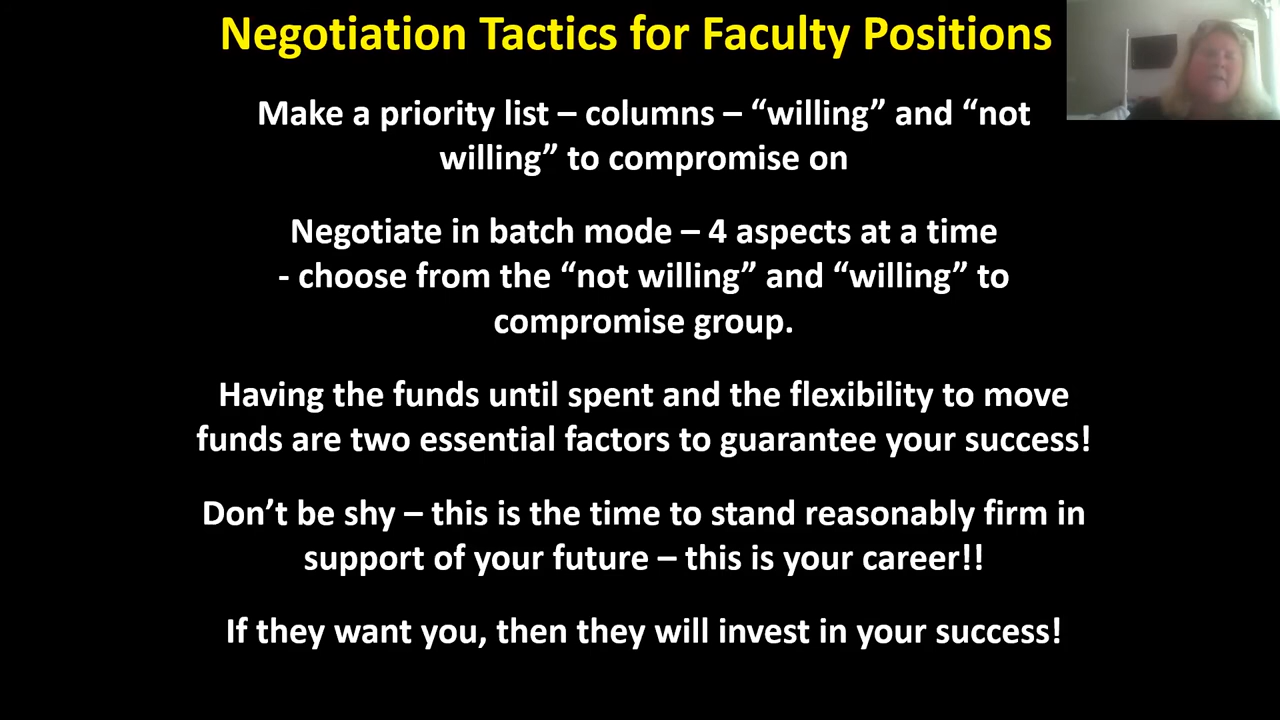 Negotiation Tactics for Faculty Positions
Make a priority list – columns – “willing” and “not
willing” to compromise on
Negotiate in batch mode – 4 aspects at a time
- choose from the “not willing” and “willing” to
compromise group.
Having the funds until spent and the flexibility to move
funds are two essential factors to guarantee your success!
Don’t be shy – this is the time to stand reasonably firm in
support of your future – this is your career!!
If they want you, then they will invest in your success!